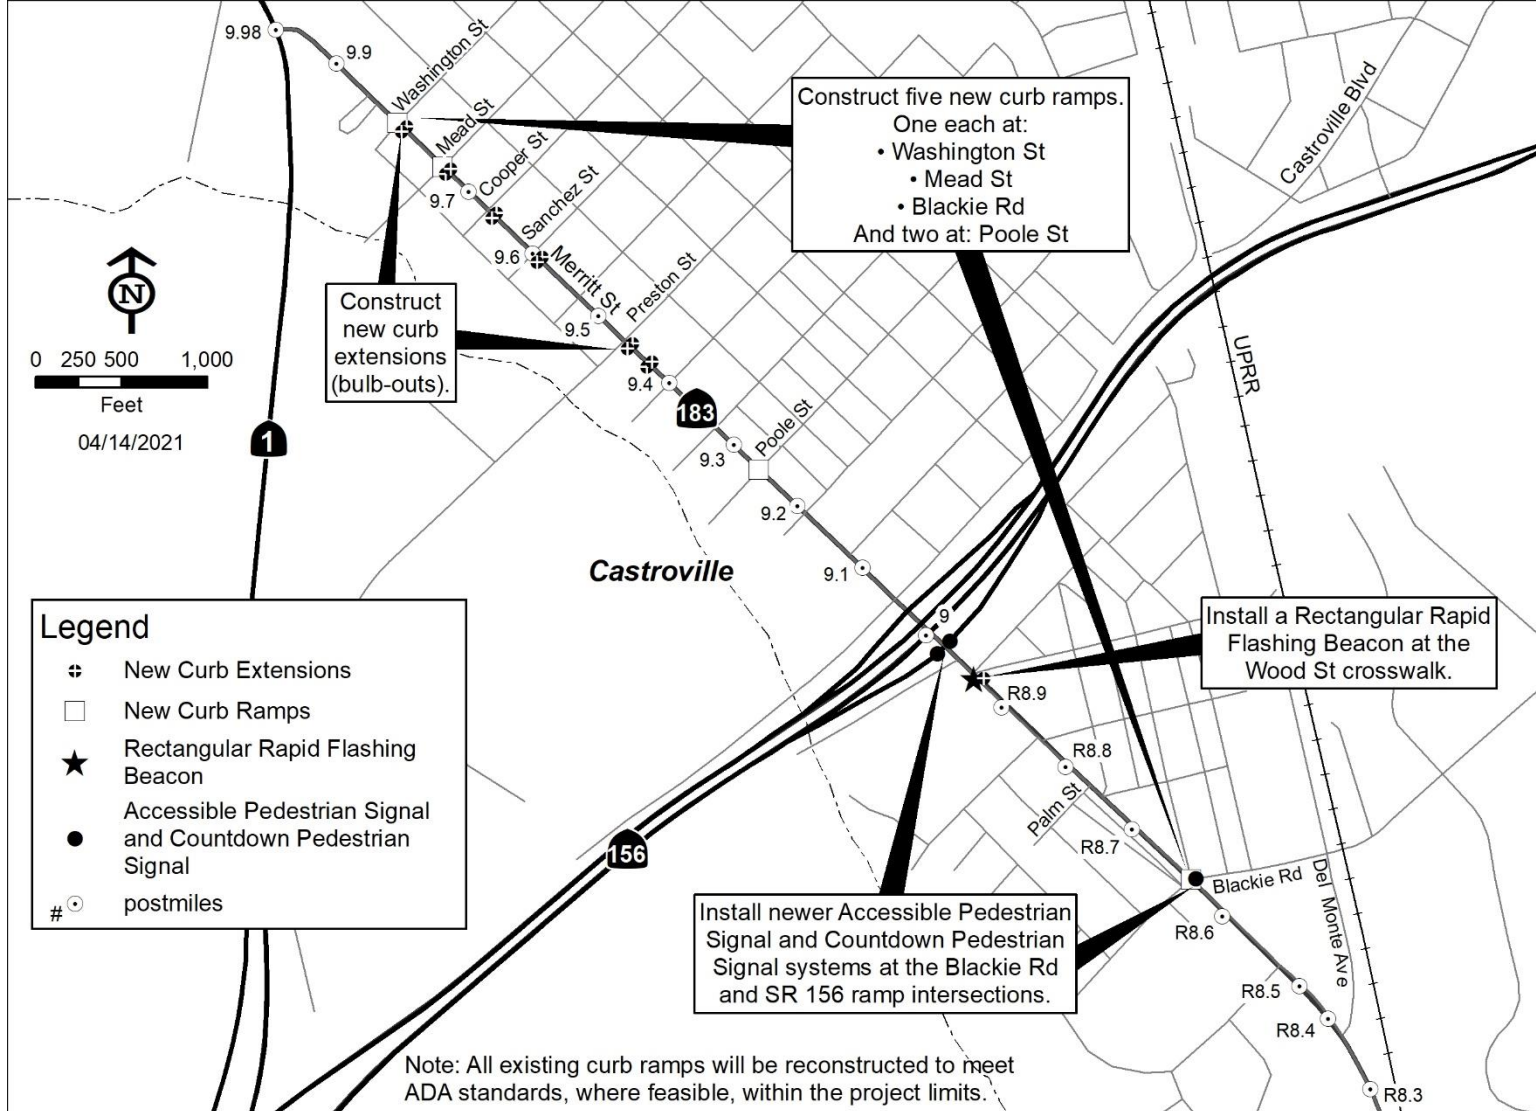 9.98
9.9
Washington St
Mead St
Cooper St
9.7
Sanchez St
9.6
Merritt St
Preston St
9.5
9.4
183
Poole St
9.3
9.2
9.1
9
Castroville
Castroville Blvd
UPRR
Construct five new curb ramps.
One each at:
• Washington St
• Mead St
• Blackie Rd
And two at: Poole St
Construct
new curb
extensions
(bulb-outs).
N
0 250 500 1,000
Feet
04/14/2021
1
Install a Rectangular Rapid
Flashing Beacon at the
Wood St crosswalk.
R8.9
R8.8
Palm St
R8.7
Blackie Rd
Del Monte Ave
R8.6
R8.5
R8.4
R8.3
156
Legend
New Curb Extensions
New Curb Ramps
Rectangular Rapid Flashing
Beacon
Accessible Pedestrian Signal
and Countdown Pedestrian
Signal
# postmiles
Install newer Accessible Pedestrian
Signal and Countdown Pedestrian
Signal systems at the Blackie Rd
and SR 156 ramp intersections.
Note: All existing curb ramps will be reconstructed to meet
ADA standards, where feasible, within the project limits.